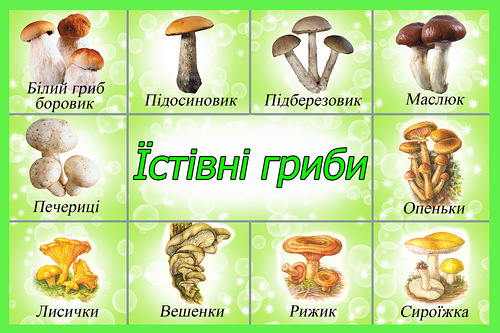 Білий гриб
боровик
Підосиновик
Підберезовик
Маслюк
Печериці
Їстівні гриби
Опеньки
Лисички
Вешенки
Рижик
Сироїжка